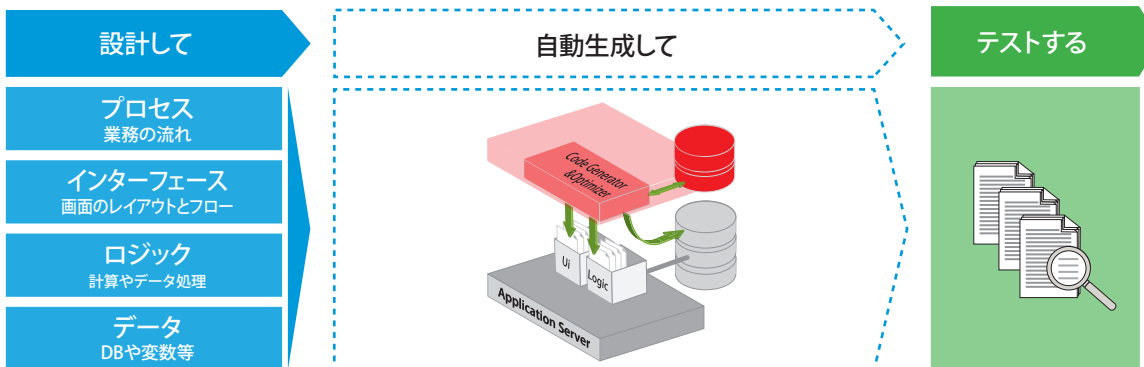 設計して
自動生成して
テストする
プロセス
業務の流れ
インターフェース
画面のレイアウトとフロー
ロジック
計算やデータ処理
データ
DBや変数等
Code Generator
&Optimizer
Ui
Logic
Application Server